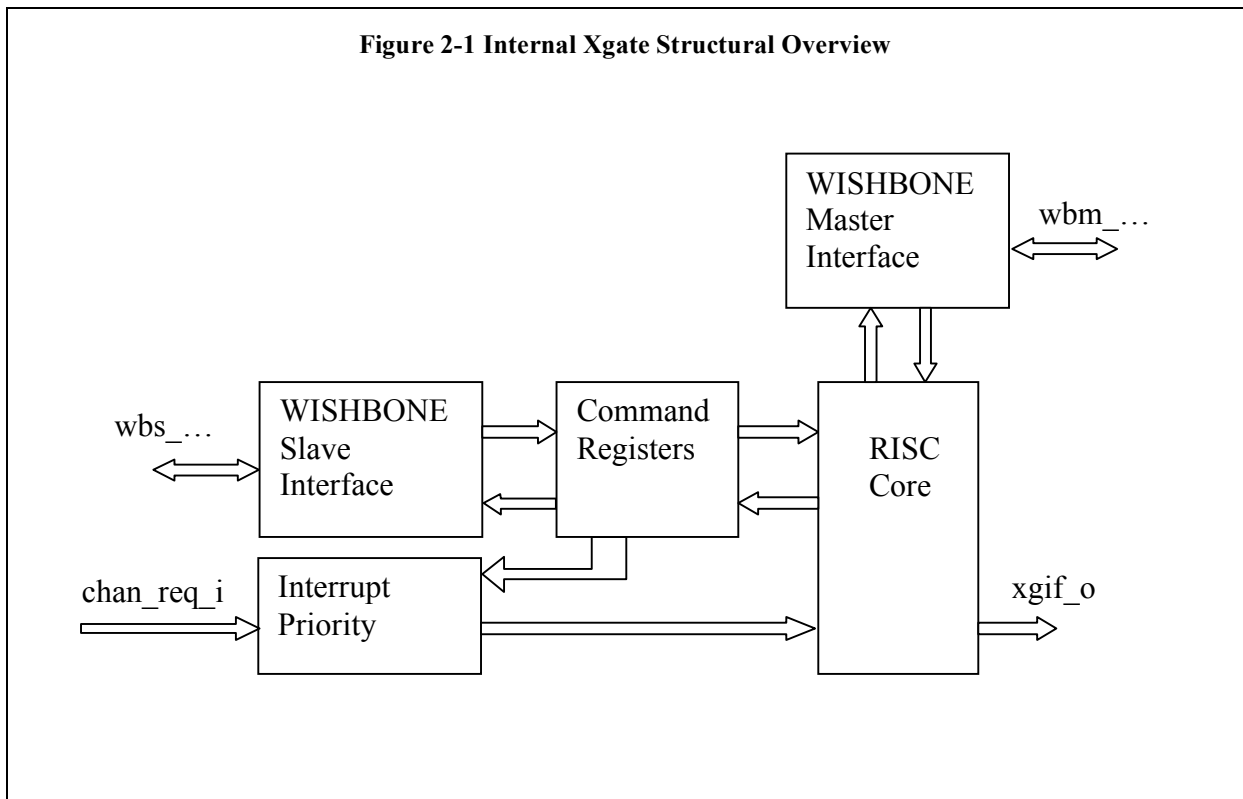 Figure 2-1 Internal Xgate Structural Overview
WISHBONE
Master
Interface
wbm_…
wbs_…
WISHBONE
Slave
Interface
Command
Registers
RISC
Core
chan_req_i
Interrupt
Priority
xgif_o